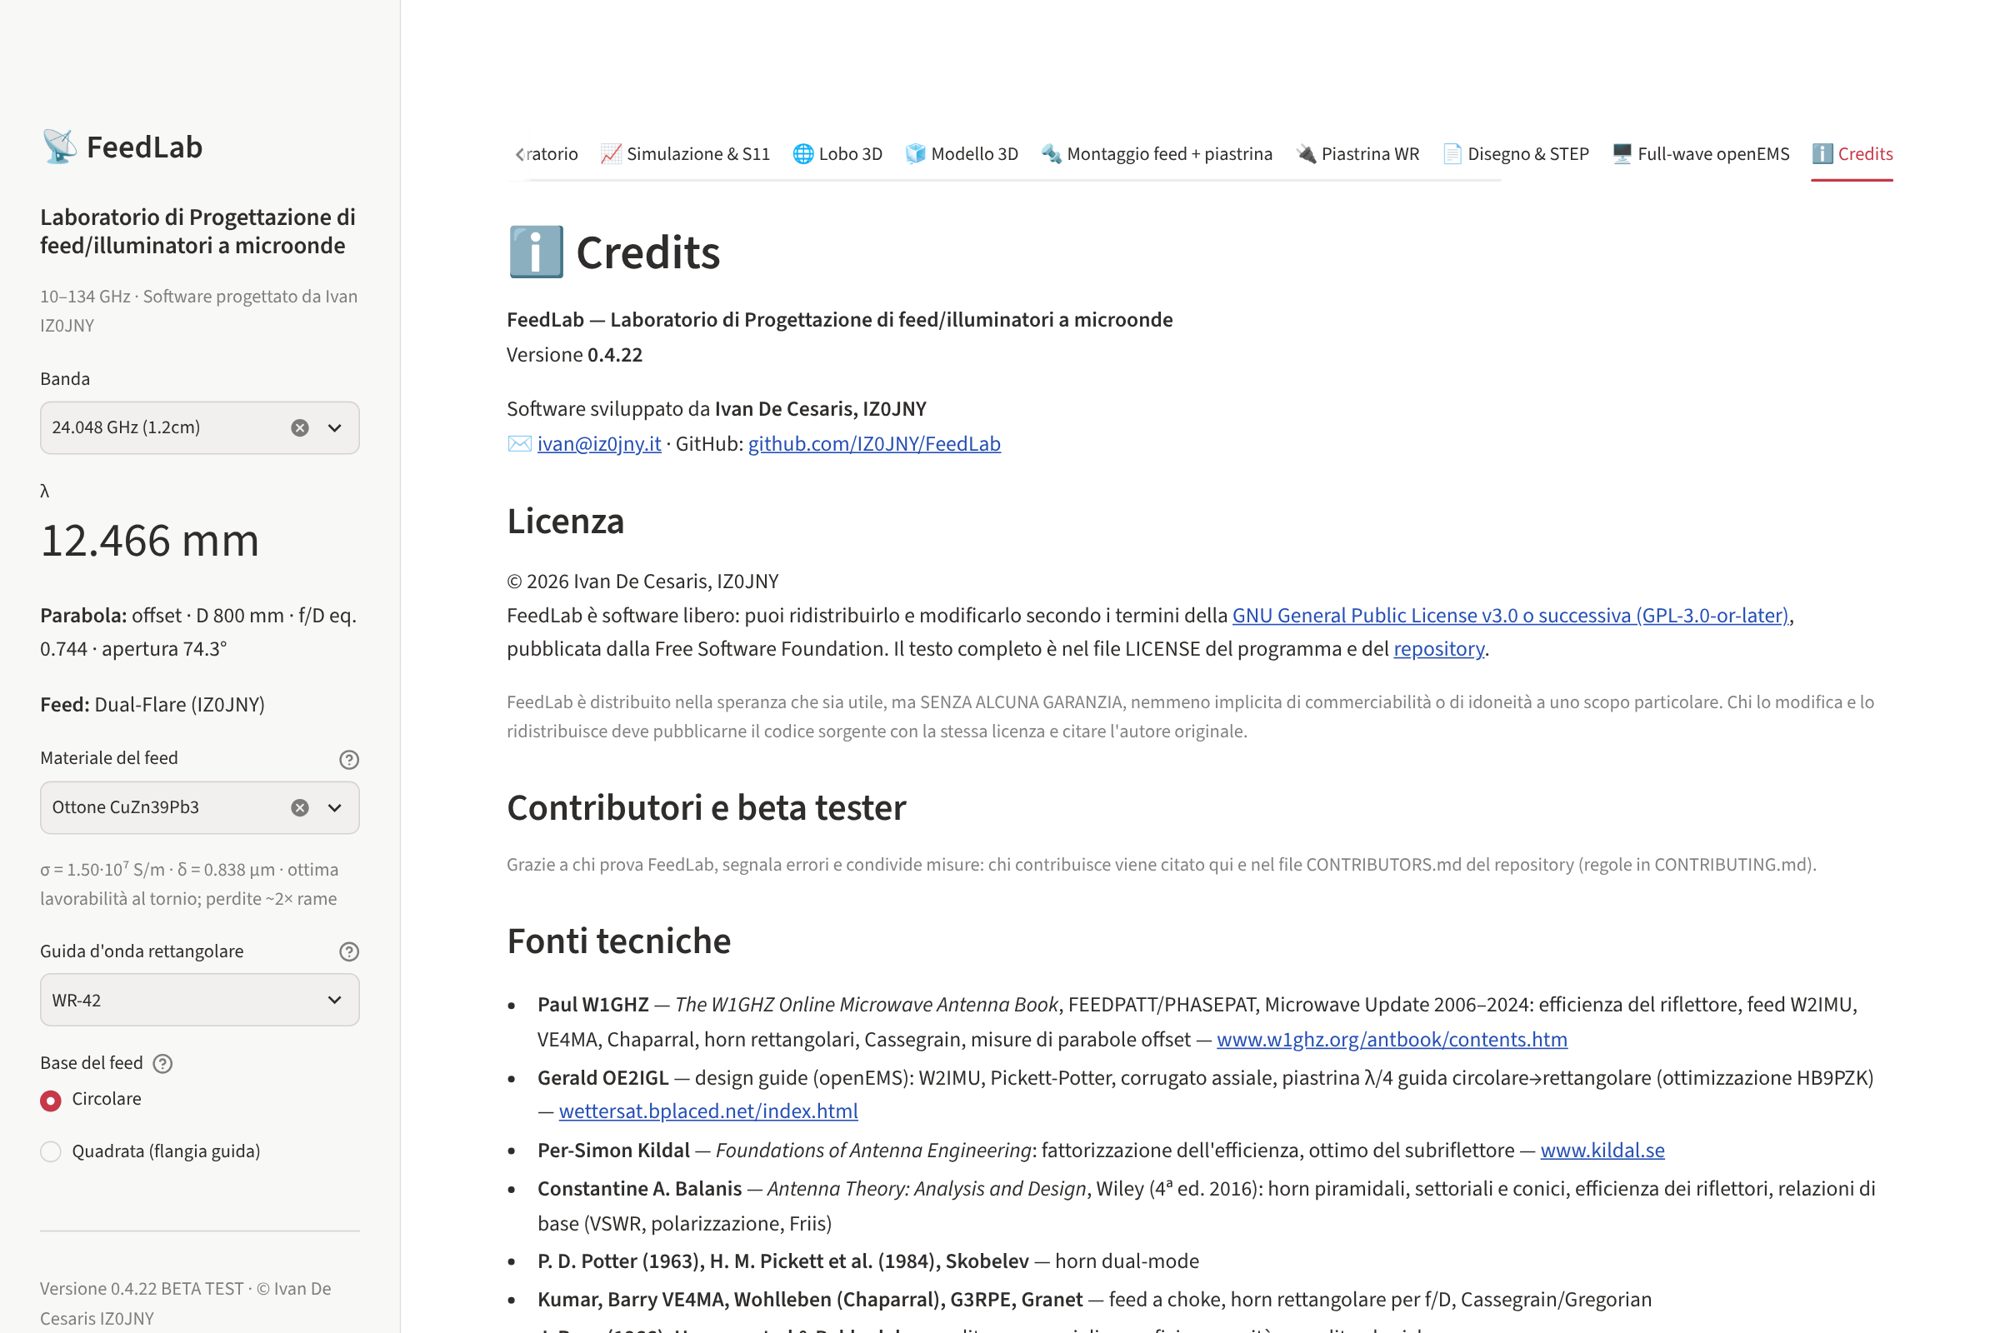 FeedLab
Laboratorio di Progettazione di
feed/illuminatori a microonde
10–134 GHz · Software progettato da Ivan
IZ0JNY
Banda
24.048 GHz (1.2cm)
λ
12.466 mm
Parabola: offset · D 800 mm · f/D eq.
0.744 · apertura 74.3°
Feed: Dual-Flare (IZ0JNY)
Materiale del feed
Ottone CuZn39Pb3
σ = 1.50·10⁷ S/m · δ = 0.838 µm · ottima
lavorabilità al tornio; perdite ~2× rame
Guida d'onda rettangolare
WR-42
Base del feed
Circolare
Quadrata (flangia guida)
Versione 0.4.22 BETA TEST · © Ivan De
Cesaris IZ0JNY
ratorio Simulazione & S11 Lobo 3D Modello 3D Montaggio feed + piastrina Piastrina WR Disegno & STEP Full-wave openEMS Credits
Credits
FeedLab — Laboratorio di Progettazione di feed/illuminatori a microonde
Versione 0.4.22
Software sviluppato da Ivan De Cesaris, IZ0JNY
ivan@iz0jny.it · GitHub: github.com/IZ0JNY/FeedLab
Licenza
© 2026 Ivan De Cesaris, IZ0JNY
FeedLab è software libero: puoi ridistribuirlo e modificarlo secondo i termini della GNU General Public License v3.0 o successiva (GPL-3.0-or-later),
pubblicata dalla Free Software Foundation. Il testo completo è nel file LICENSE del programma e del repository.
FeedLab è distribuito nella speranza che sia utile, ma SENZA ALCUNA GARANZIA, nemmeno implicita di commerciabilità o di idoneità a uno scopo particolare. Chi lo modifica e lo
ridistribuisce deve pubblicarne il codice sorgente con la stessa licenza e citare l'autore originale.
Contributori e beta tester
Grazie a chi prova FeedLab, segnala errori e condivide misure: chi contribuisce viene citato qui e nel file CONTRIBUTORS.md del repository (regole in CONTRIBUTING.md).
Fonti tecniche
Paul W1GHZ — The W1GHZ Online Microwave Antenna Book, FEEDPATT/PHASEPAT, Microwave Update 2006–2024: efficienza del riflettore, feed W2IMU,
VE4MA, Chaparral, horn rettangolari, Cassegrain, misure di parabole offset — www.w1ghz.org/antbook/contents.htm
Gerald OE2IGL — design guide (openEMS): W2IMU, Pickett-Potter, corrugato assiale, piastrina λ/4 guida circolare→rettangolare (ottimizzazione HB9PZK)
— wettersat.bplaced.net/index.html
Per-Simon Kildal — Foundations of Antenna Engineering: fattorizzazione dell'efficienza, ottimo del subriflettore — www.kildal.se
Constantine A. Balanis — Antenna Theory: Analysis and Design, Wiley (4ª ed. 2016): horn piramidali, settoriali e conici, efficienza dei riflettori, relazioni di
base (VSWR, polarizzazione, Friis)
P. D. Potter (1963), H. M. Pickett et al. (1984), Skobelev — horn dual-mode
Kumar, Barry VE4MA, Wohlleben (Chaparral), G3RPE, Granet — feed a choke, horn rettangolare per f/D, Cassegrain/Gregorian